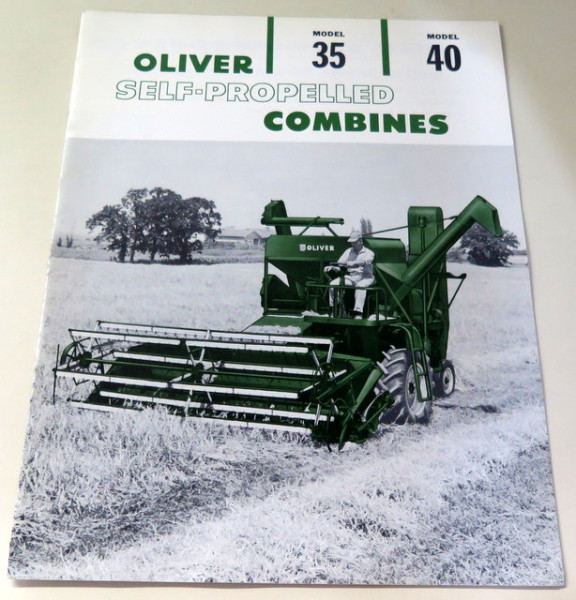 OLIVER
MODEL
35
MODEL
40
SELF-PROPELLED
COMBINES
OLIVER